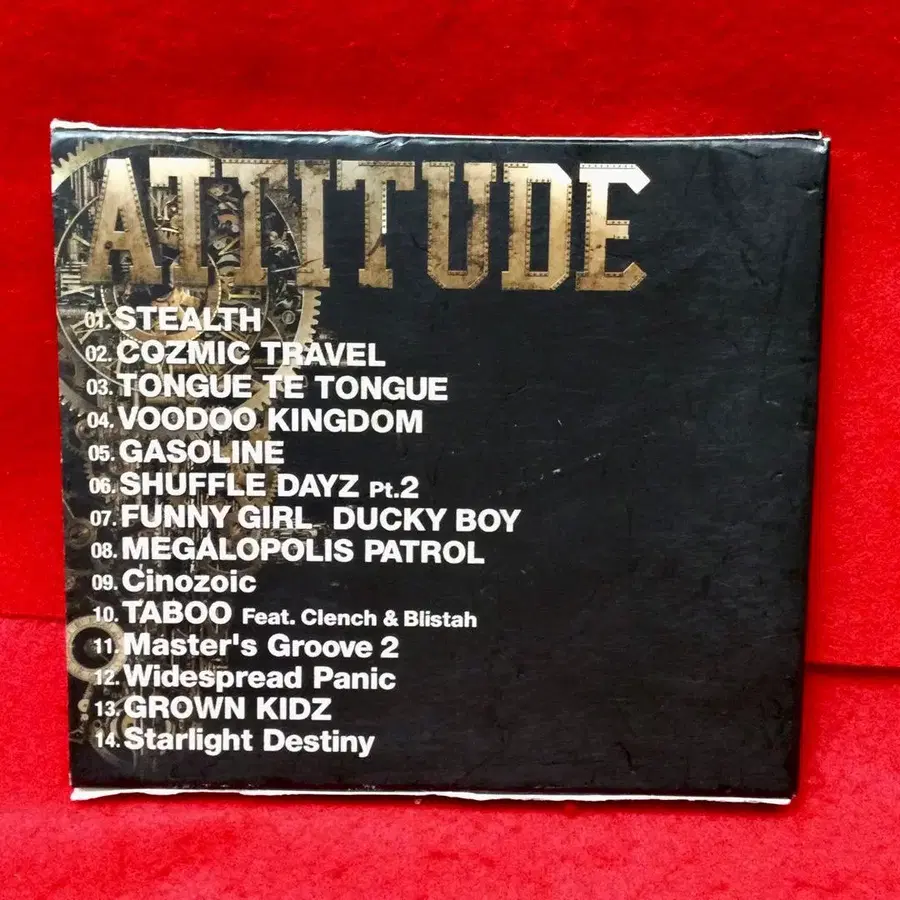 ATTITUDE
01. STEALTH
02. COZMIC TRAVEL
03. TONGUE TE TONGUE
04. VOODOO KINGDOM
05. GASOLINE
06. SHUFFLE DAYZ Pt.2
07. FUNNY GIRL DUCKY BOY
08. MEGALOPOLIS PATROL
09. Cinozoic
10. TABOO Feat. Clench & Blistah
11. Master's Groove 2
12. Widespread Panic
13. GROWN KIDZ
14. Starlight Destiny